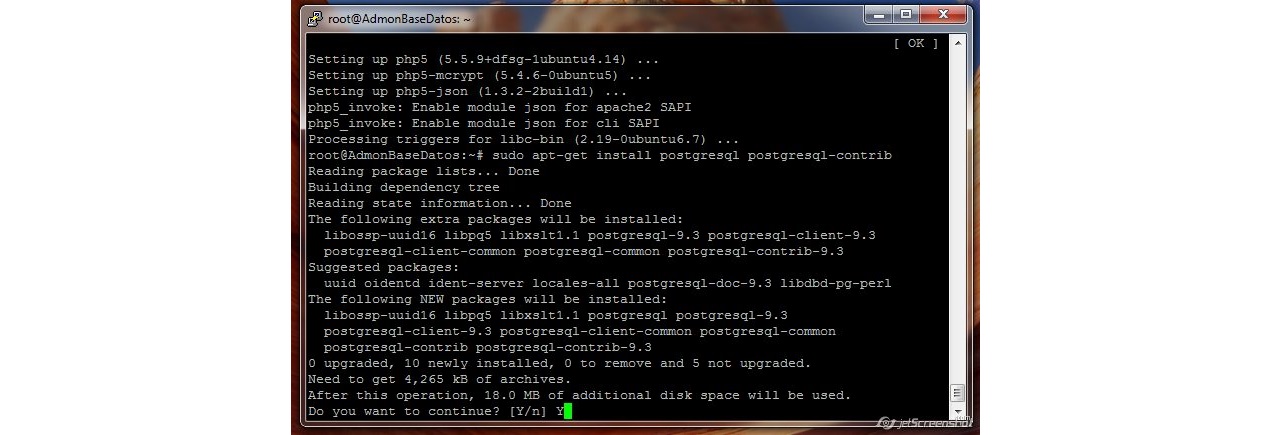 root@AdmonBaseDatos: ~
[ OK ]
Setting up php5 (5.5.9+dfsg-1ubuntu4.14) ...
Setting up php5-mcrypt (5.4.6-0ubuntu5) ...
Setting up php5-json (1.3.2-2build1) ...
php5_invoke: Enable module json for apache2 SAPI
php5_invoke: Enable module json for cli SAPI
Processing triggers for libc-bin (2.19-0ubuntu6.7) ...
root@AdmonBaseDatos:~# sudo apt-get install postgresql postgresql-contrib
Reading package lists... Done
Building dependency tree
Reading state information... Done
The following extra packages will be installed:
libossp-uuid16 libpq5 libxslt1.1 postgresql-9.3 postgresql-client-9.3
postgresql-client-common postgresql-common postgresql-contrib-9.3
Suggested packages:
uuid oidentd ident-server locales-all postgresql-doc-9.3 libdbd-pg-perl
The following NEW packages will be installed:
libossp-uuid16 libpq5 libxslt1.1 postgresql postgresql-9.3
postgresql-client-9.3 postgresql-client-common postgresql-common
postgresql-contrib postgresql-contrib-9.3
0 upgraded, 10 newly installed, 0 to remove and 5 not upgraded.
Need to get 4,265 kB of archives.
After this operation, 18.0 MB of additional disk space will be used.
Do you want to continue? [Y/n] Y
jetScreenshot
.com